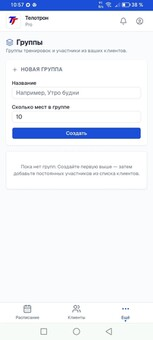 10:57
38 %
Телотрон
Группы
Группы тренировок и участники из ваших клиентов.
+ НОВАЯ ГРУППА
Название
Например, Утро будни
Сколько мест в группе
10
Создать
Пока нет групп. Создайте первую выше — затем
добавьте постоянных участников из списка клиентов.
Расписание
Клиенты
Ещё